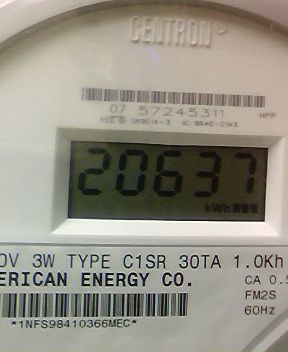 CENTRON®
07 57245311
HPP
20637
kWh
0V 3W TYPE C1SR 30TA 1.0Kh
ERICAN ENERGY CO.
CA 0.5
FM2S
60Hz
*1NFS98410366MEC*